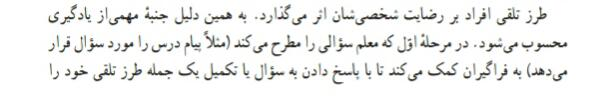 طرز تلقی افراد بر رضایت شخصی‌شان اثر می‌گذارد. به همین دلیل جنبهٔ مهمی‌از یادگیری
محسوب می‌شود. در مرحلهٔ اوّل که معلم سؤالی را مطرح می‌کند (مثلاً پیام درس را مورد سؤال قرار
می‌دهد) به فراگیران کمک می‌کند تا با پاسخ دادن به سؤال یا تکمیل یک جمله طرز تلقی خود را